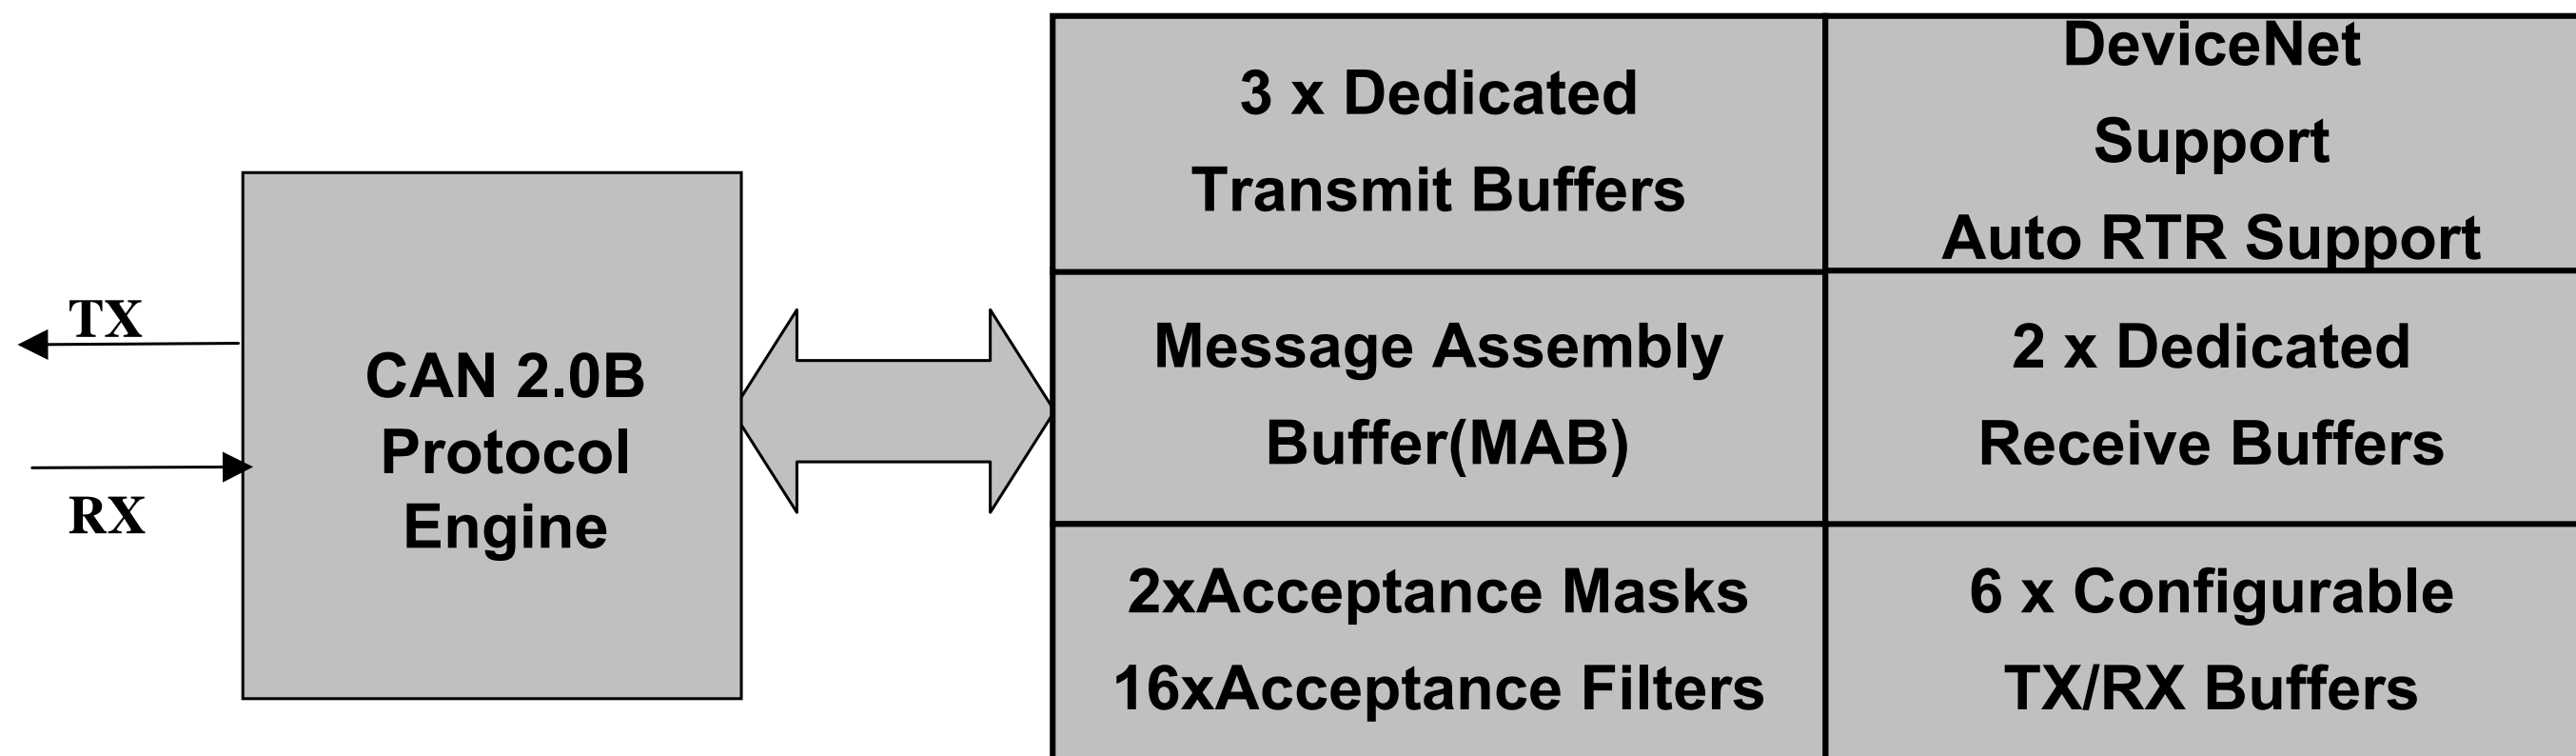 TX
RX
CAN 2.0B
Protocol
Engine
3 x Dedicated
Transmit Buffers
DeviceNet
Support
Auto RTR Support
Message Assembly
Buffer(MAB)
2 x Dedicated
Receive Buffers
2xAcceptance Masks
16xAcceptance Filters
6 x Configurable
TX/RX Buffers